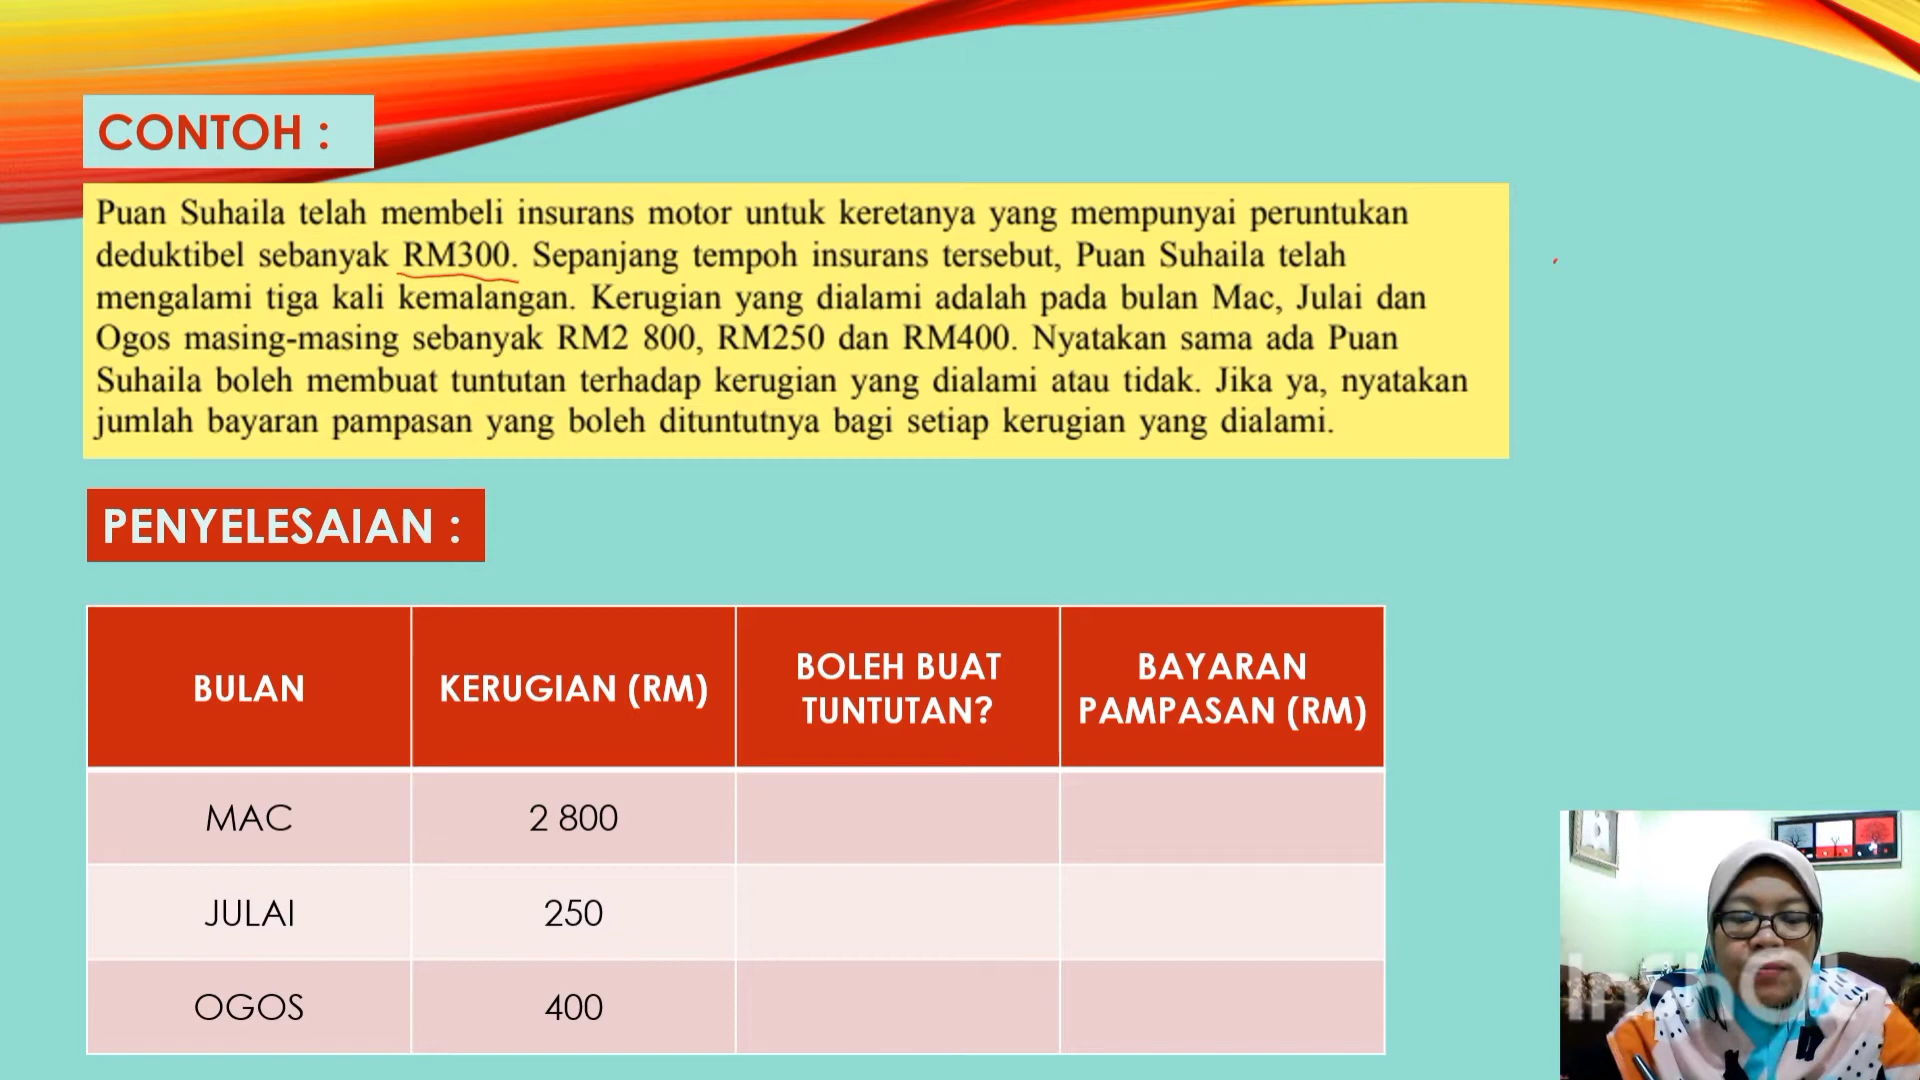 CONTOH :
Puan Suhaila telah membeli insurans motor untuk keretanya yang mempunyai peruntukan
deduktibel sebanyak RM300. Sepanjang tempoh insurans tersebut, Puan Suhaila telah
mengalami tiga kali kemalangan. Kerugian yang dialami adalah pada bulan Mac, Julai dan
Ogos masing-masing sebanyak RM2 800, RM250 dan RM400. Nyatakan sama ada Puan
Suhaila boleh membuat tuntutan terhadap kerugian yang dialami atau tidak. Jika ya, nyatakan
jumlah bayaran pampasan yang boleh dituntutnya bagi setiap kerugian yang dialami.
PENYELESAIAN :
BULAN
KERUGIAN (RM)
BOLEH BUAT
TUNTUTAN?
BAYARAN
PAMPASAN (RM)
MAC
2 800
JULAI
250
OGOS
400
B